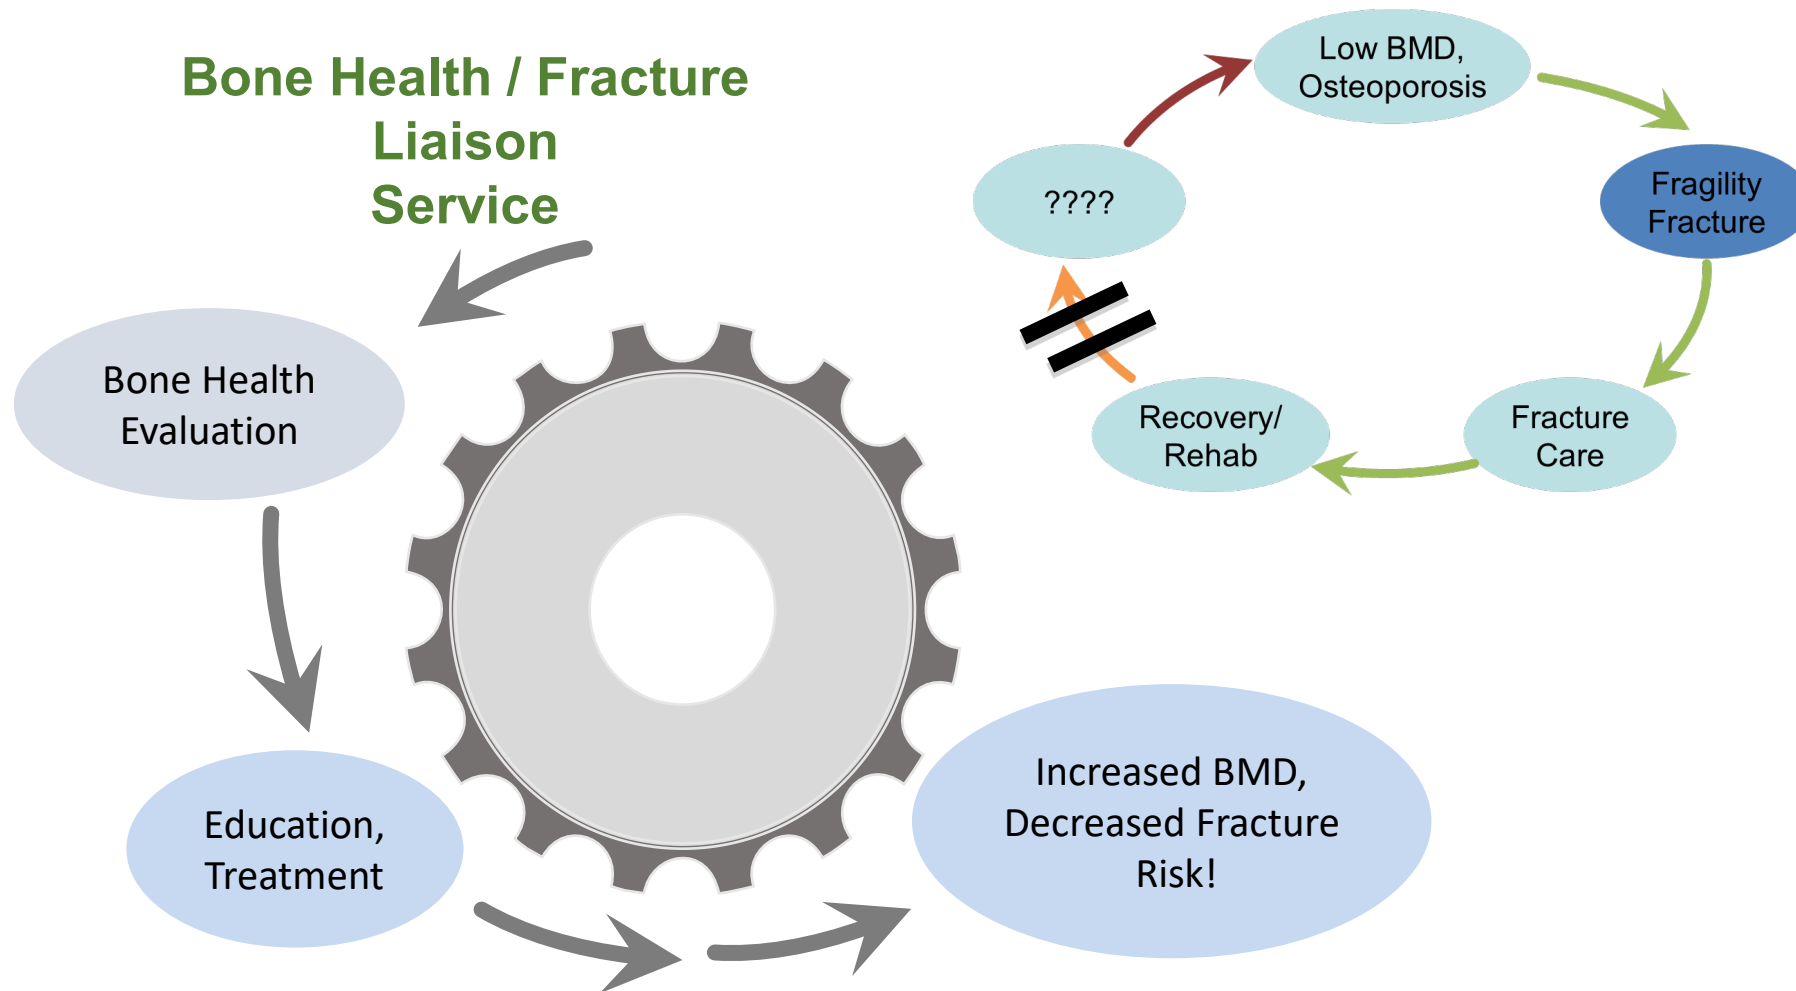 Bone Health / Fracture
Liaison
Service
Low BMD,
Osteoporosis
Fragility
Fracture
Fracture
Care
Recovery/
Rehab
????
Bone Health
Evaluation
Education,
Treatment
Increased BMD,
Decreased Fracture
Risk!